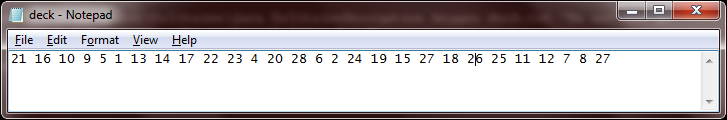 deck - Notepad
File Edit Format View Help
21 16 10 9 5 1 13 14 17 22 23 4 20 28 6 2 24 19 15 27 18 26 25 11 12 7 8 27